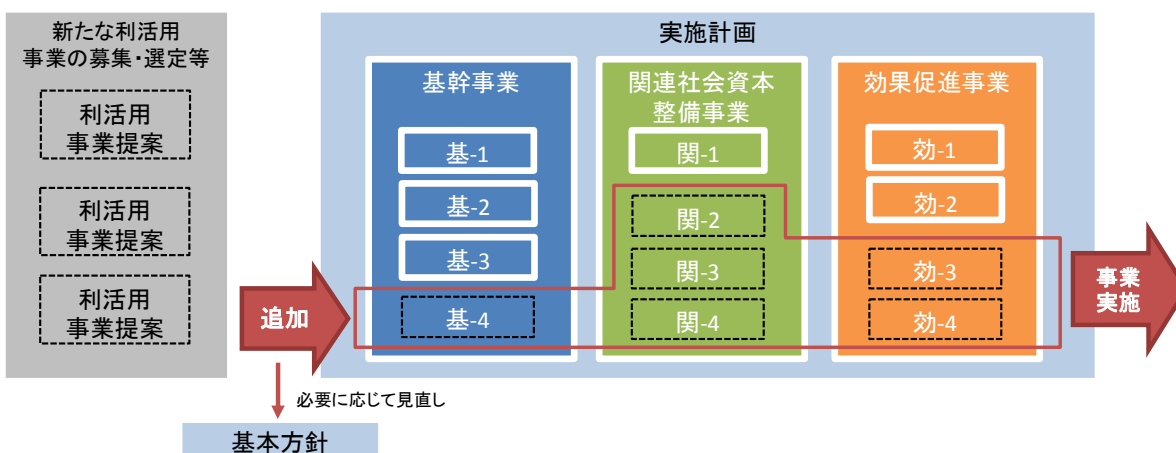 新たな利活用
事業の募集・選定等
利活用
事業提案
利活用
事業提案
利活用
事業提案
追加
必要に応じて見直し
基本方針
実施計画
基幹事業
基-1
基-2
基-3
基-4
関連社会資本
整備事業
関-1
関-2
関-3
関-4
効果促進事業
効-1
効-2
効-3
効-4
事業
実施